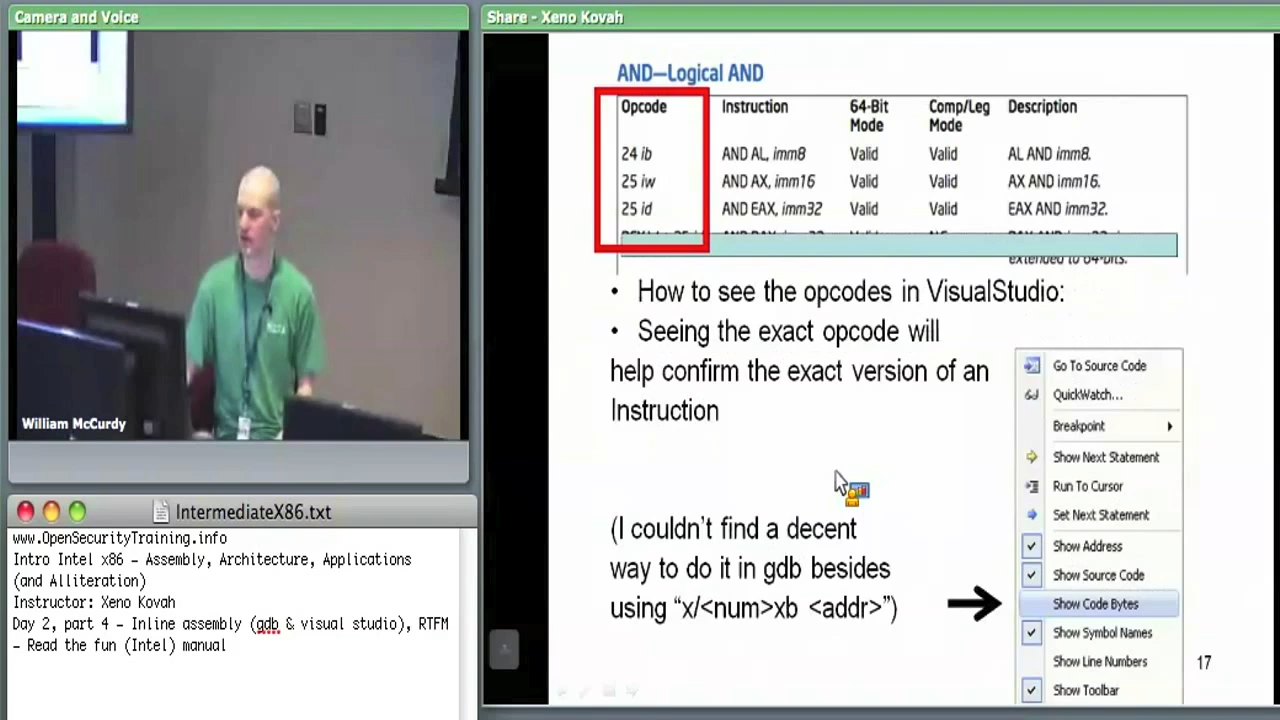 Camera and Voice
William McCurdy
IntermediateX86.txt
www.OpenSecurityTraining.info
Intro Intel x86 – Assembly, Architecture, Applications
(and Alliteration)
Instructor: Xeno Kovah
Day 2, part 4 – Inline assembly (gdb & visual studio), RTFM
– Read the fun (Intel) manual
Share - Xeno Kovah
AND—Logical AND
Opcode Instruction 64-Bit Mode Comp/Leg Mode Description
24 ib AND AL, imm8 Valid Valid AL AND imm8.
25 iw AND AX, imm16 Valid Valid AX AND imm16.
25 id AND EAX, imm32 Valid Valid EAX AND imm32.
extended to 64-bits.
• How to see the opcodes in VisualStudio:
• Seeing the exact opcode will
help confirm the exact version of an
Instruction
(I couldn't find a decent
way to do it in gdb besides
using “x/<num>xb <addr>”)
Go To Source Code
QuickWatch...
Breakpoint
Show Next Statement
Run To Cursor
Set Next Statement
Show Address
Show Source Code
Show Code Bytes
Show Symbol Names
Show Line Numbers
Show Toolbar
17